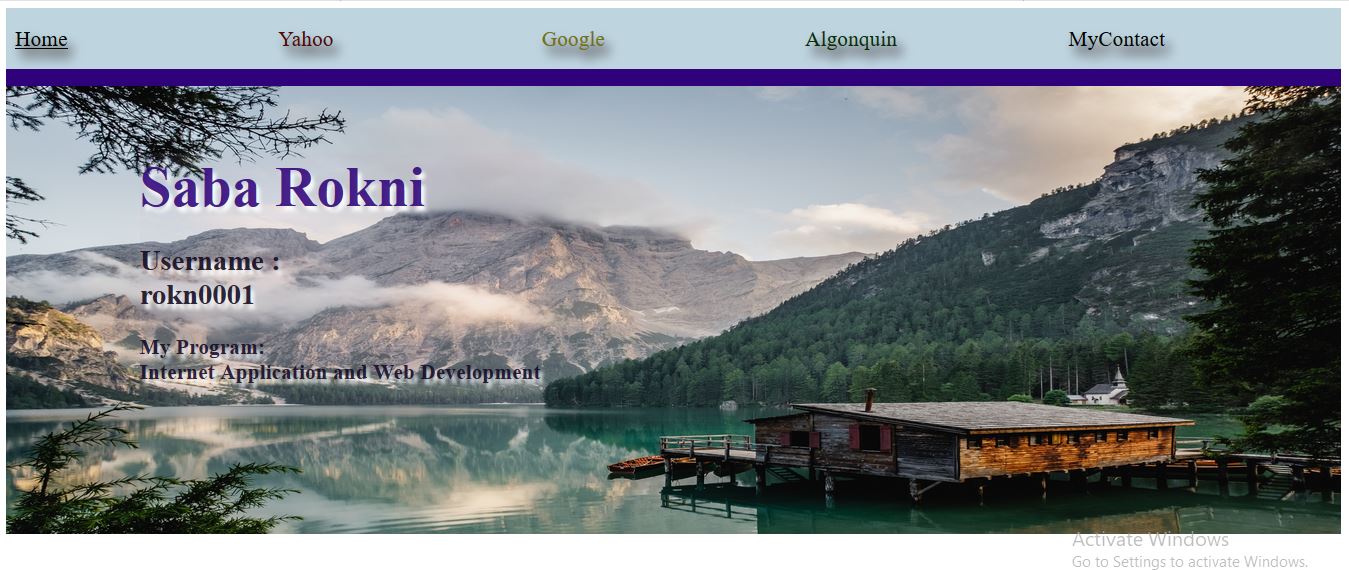 Home Yahoo Google Algonquin MyContact
Saba Rokni
Username :
rokn0001
My Program:
Internet Application and Web Development
Activate Windows
Go to Settings to activate Windows.